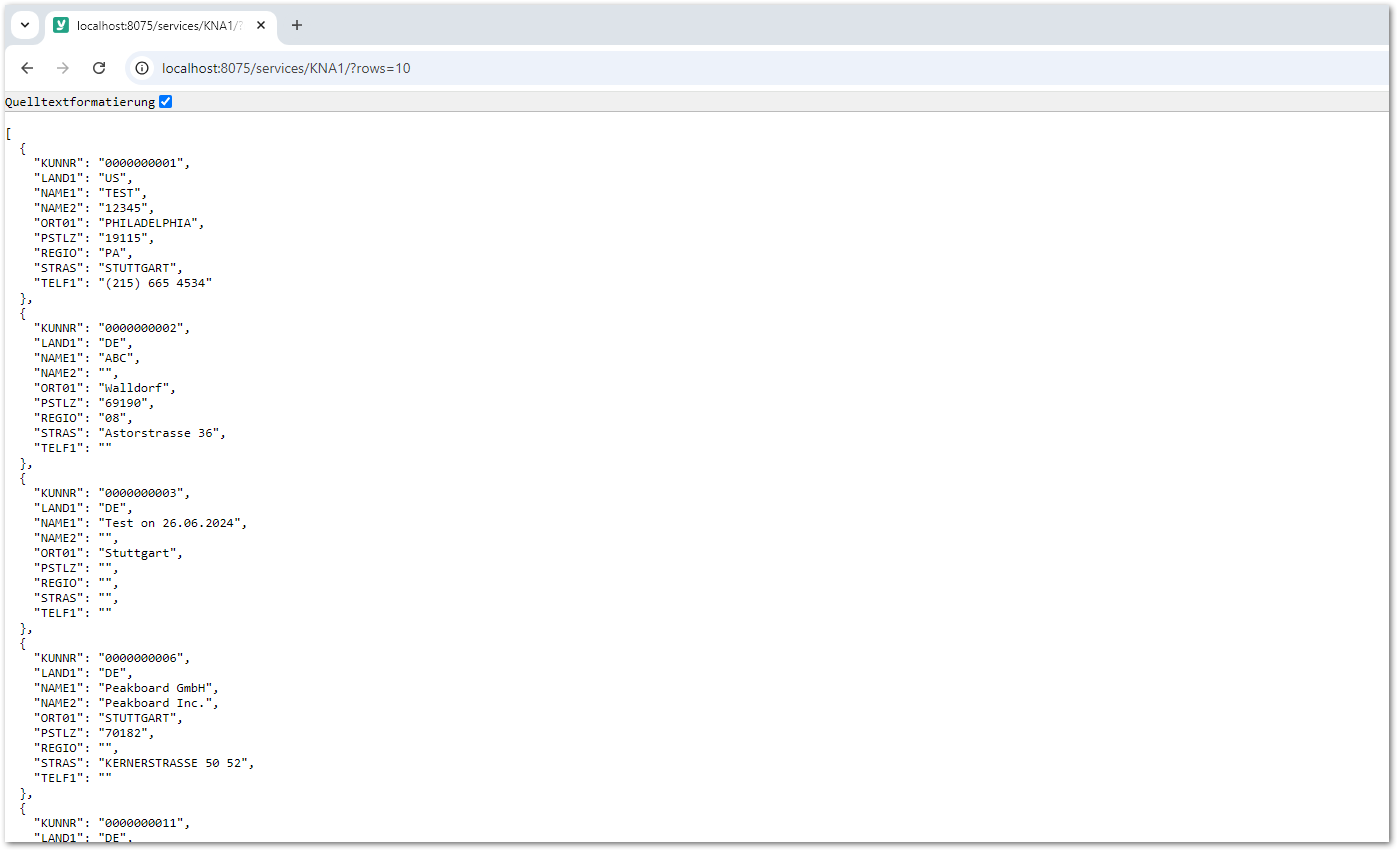 localhost:8075/services/KNA1/?
localhost:8075/services/KNA1/?rows=10
Quelltextformatierung
[
  {
    "KUNNR": "0000000001",
    "LAND1": "US",
    "NAME1": "TEST",
    "NAME2": "12345",
    "ORT01": "PHILADELPHIA",
    "PSTLZ": "19115",
    "REGIO": "PA",
    "STRAS": "STUTTGART",
    "TELF1": "(215) 665 4534"
  },
  {
    "KUNNR": "0000000002",
    "LAND1": "DE",
    "NAME1": "ABC",
    "NAME2": "",
    "ORT01": "Walldorf",
    "PSTLZ": "69190",
    "REGIO": "08",
    "STRAS": "Astorstrasse 36",
    "TELF1": ""
  },
  {
    "KUNNR": "0000000003",
    "LAND1": "DE",
    "NAME1": "Test on 26.06.2024",
    "NAME2": "",
    "ORT01": "Stuttgart",
    "PSTLZ": "",
    "REGIO": "",
    "STRAS": "",
    "TELF1": ""
  },
  {
    "KUNNR": "0000000006",
    "LAND1": "DE",
    "NAME1": "Peakboard GmbH",
    "NAME2": "Peakboard Inc.",
    "ORT01": "STUTTGART",
    "PSTLZ": "70182",
    "REGIO": "",
    "STRAS": "KERNERSTRASSE 50 52",
    "TELF1": ""
  },
  {
    "KUNNR": "0000000011",
    "LAND1": "DE",